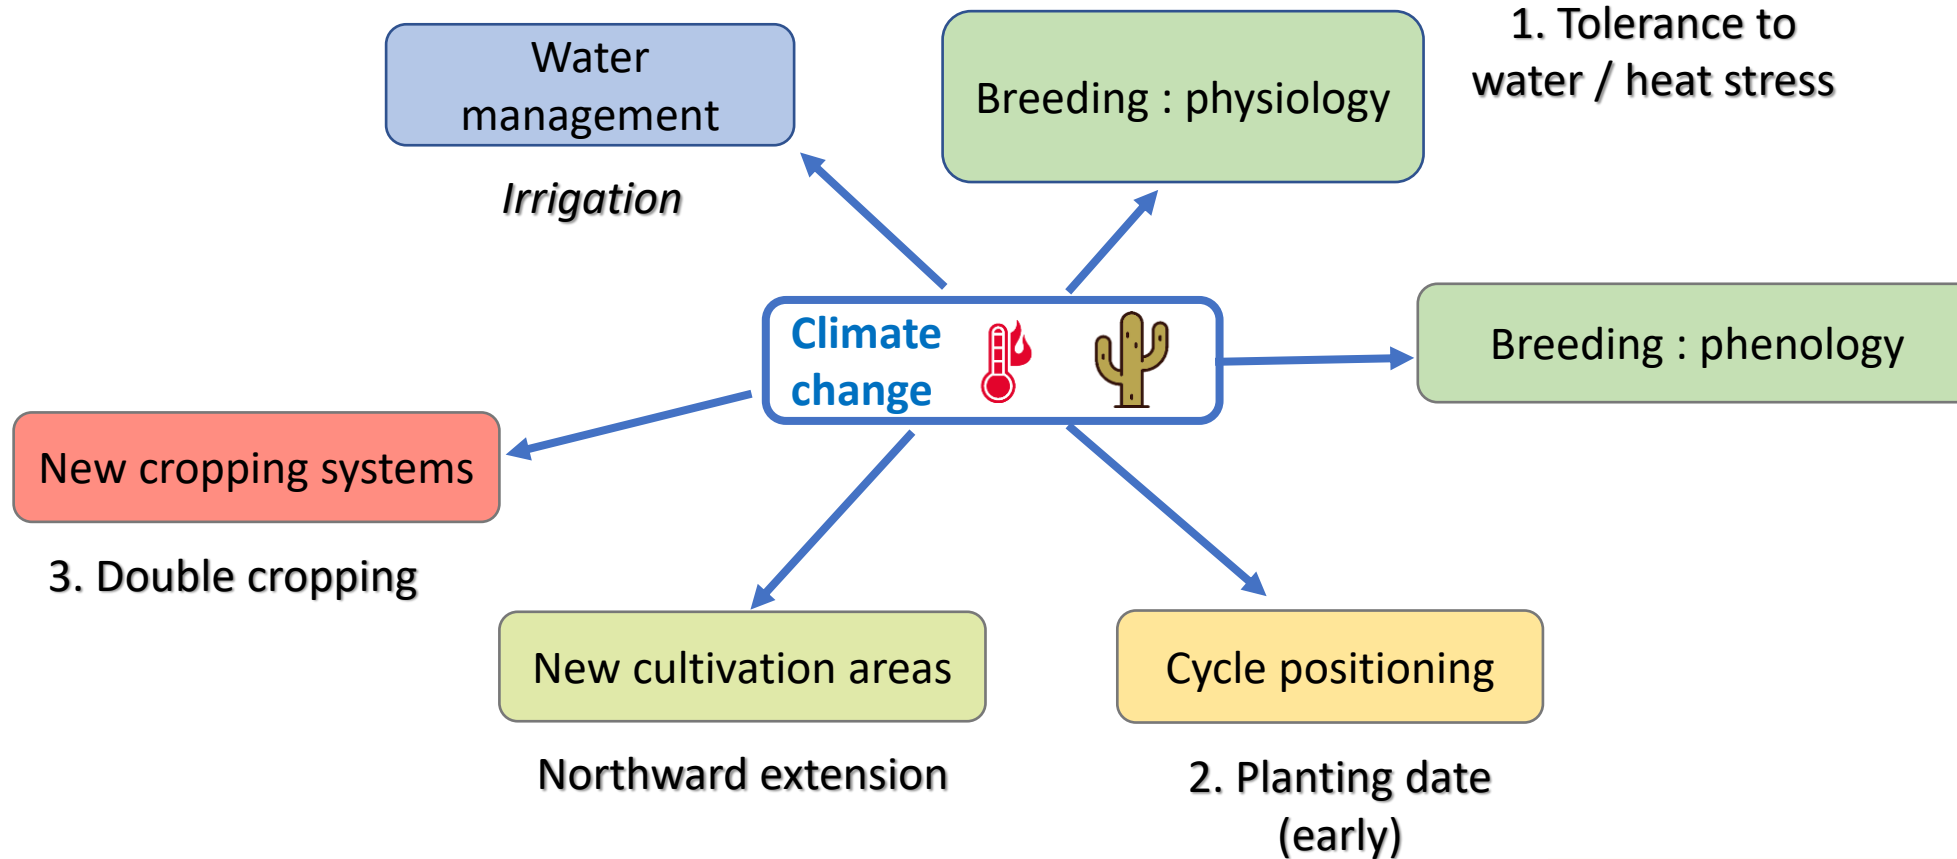 1. Tolerance to
water / heat stress
Water
management
Breeding : physiology
Irrigation
Climate
change
Breeding : phenology
New cropping systems
3. Double cropping
New cultivation areas
Cycle positioning
Northward extension
2. Planting date
(early)